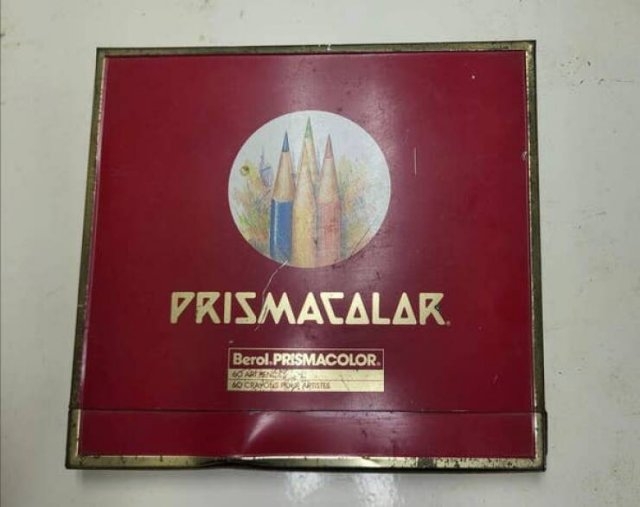 PRISMACOLOR®
Berol® PRISMACOLOR®
60 ART PENCILS
60 CRAYONS POUR ARTISTES